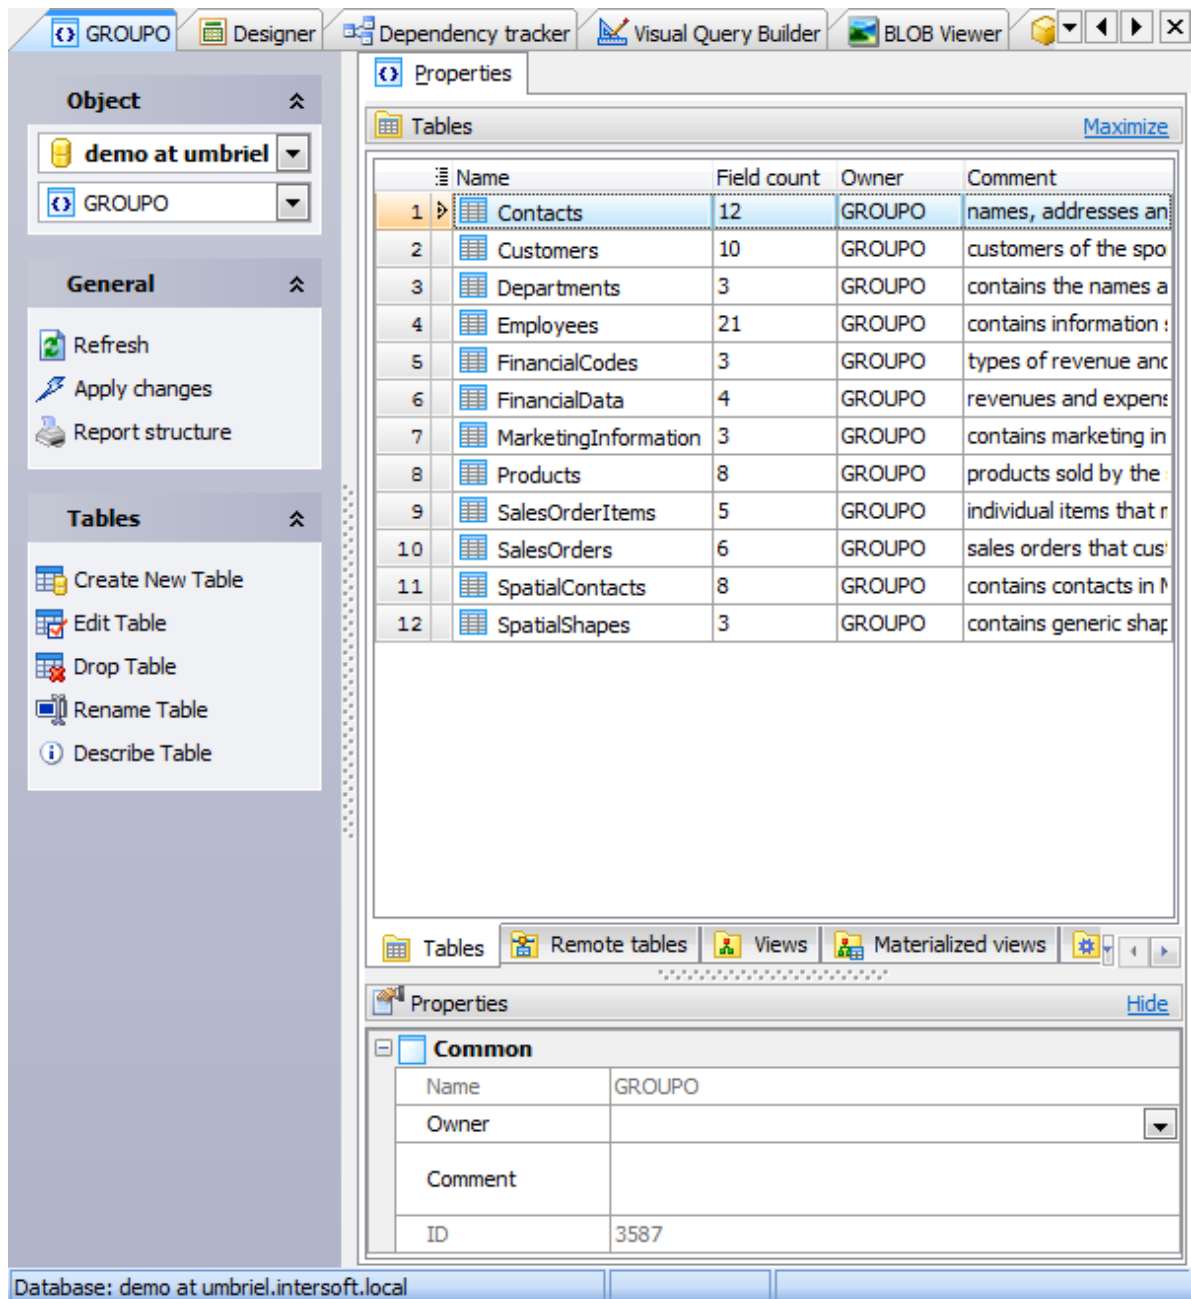 GROUPO Designer Dependency tracker Visual Query Builder BLOB Viewer
Properties
Object
demo at umbriel
GROUPO
General
Refresh
Apply changes
Report structure
Tables
Create New Table
Edit Table
Drop Table
Rename Table
Describe Table
Tables Maximize
Name Field count Owner Comment
1 Contacts 12 GROUPO names, addresses an
2 Customers 10 GROUPO customers of the spo
3 Departments 3 GROUPO contains the names a
4 Employees 21 GROUPO contains information
5 FinancialCodes 3 GROUPO types of revenue and
6 FinancialData 4 GROUPO revenues and expens
7 MarketingInformation 3 GROUPO contains marketing in
8 Products 8 GROUPO products sold by the
9 SalesOrderItems 5 GROUPO individual items that
10 SalesOrders 6 GROUPO sales orders that cus
11 SpatialContacts 8 GROUPO contains contacts in
12 SpatialShapes 3 GROUPO contains generic shap
Tables Remote tables Views Materialized views
Properties Hide
Common
Name GROUPO
Owner
Comment
ID 3587
Database: demo at umbriel.intersoft.local